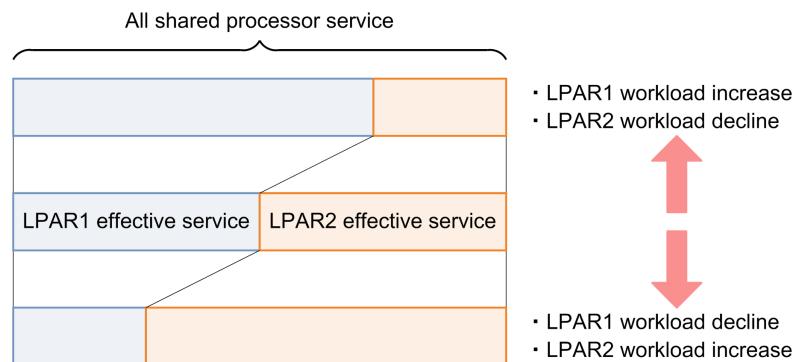 All shared processor service
・LPAR1 workload increase
・LPAR2 workload decline
LPAR1 effective service
LPAR2 effective service
・LPAR1 workload decline
・LPAR2 workload increase